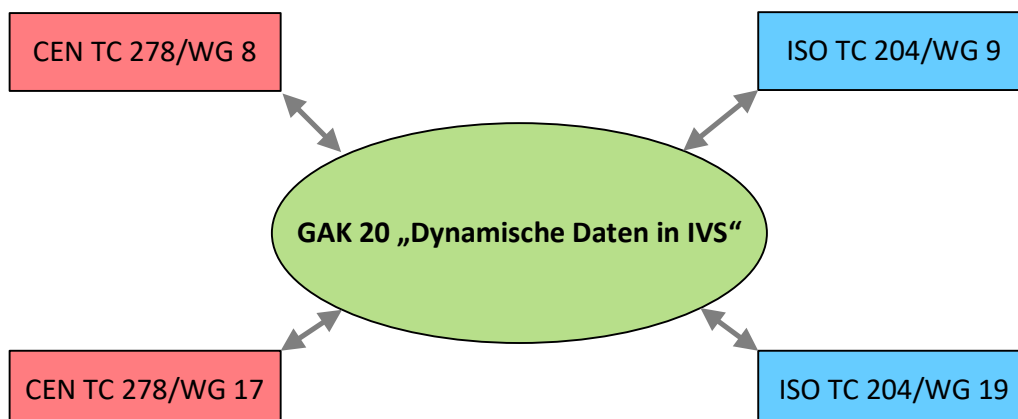 CEN TC 278/WG 8
ISO TC 204/WG 9
GAK 20 „Dynamische Daten in IVS“
CEN TC 278/WG 17
ISO TC 204/WG 19